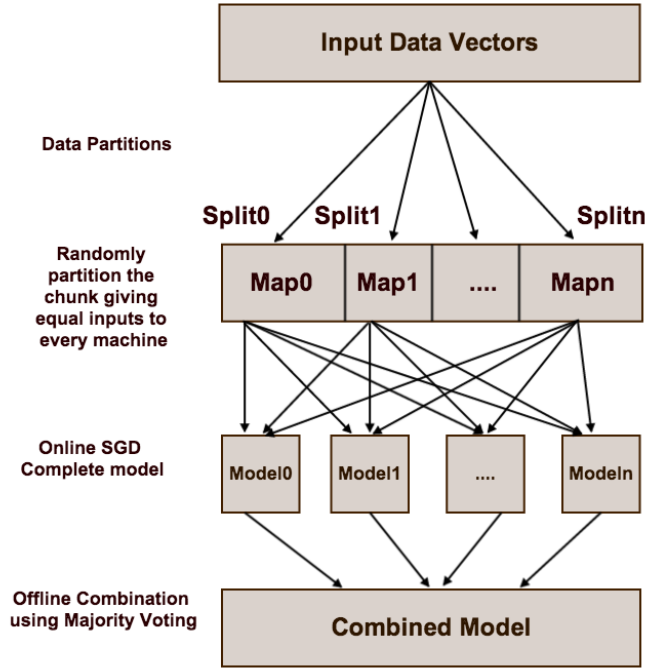 Input Data Vectors
Data Partitions
Split0 Split1 Splitn
Randomly
partition the
chunk giving
equal inputs to
every machine
Map0 Map1 .... Mapn
Online SGD
Complete model
Model0 Model1 .... Modeln
Offline Combination
using Majority Voting
Combined Model